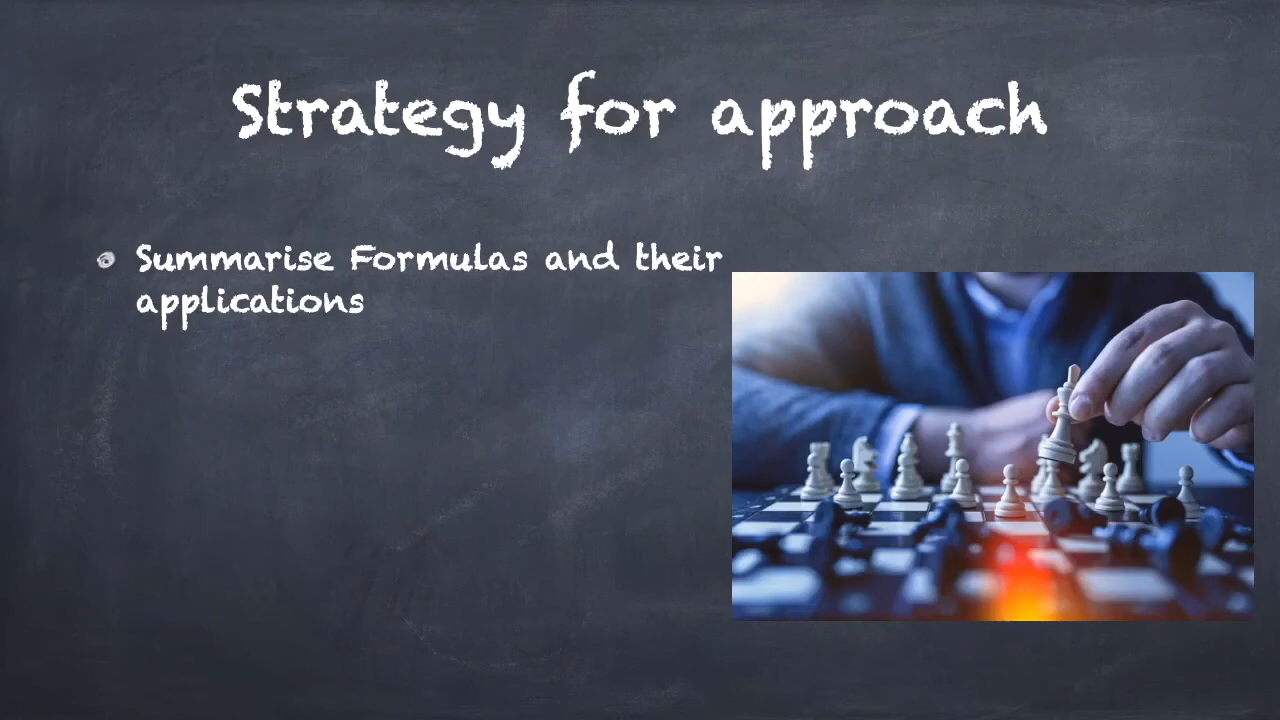 Strategy for approach
Summarise Formulas and their
applications